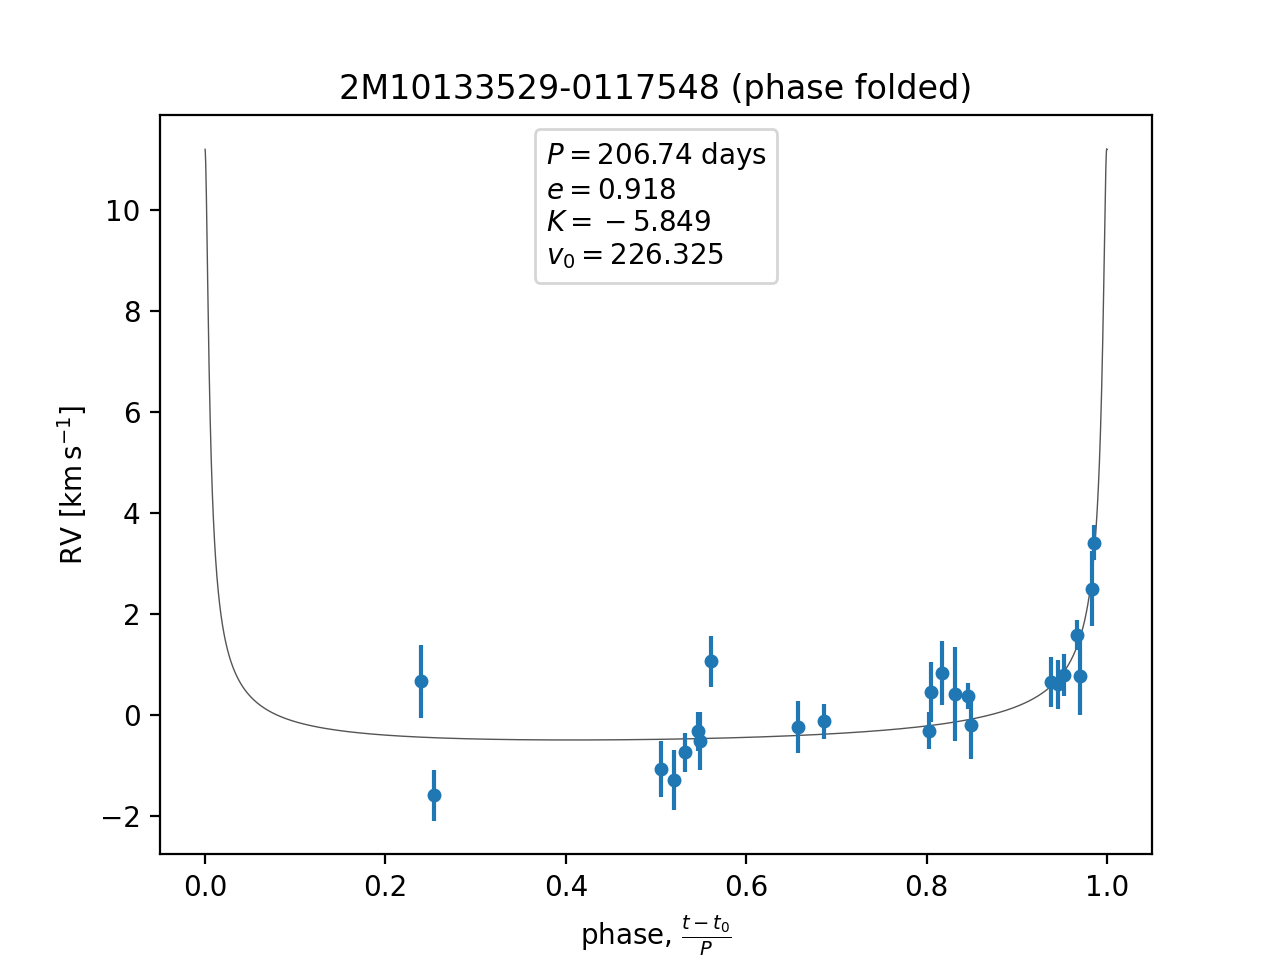 2M10133529-0117548 (phase folded)
P = 206.74 days
e = 0.918
K = −5.849
v₀ = 226.325
RV [km s⁻¹]
10
8
6
4
2
0
−2
0.0 0.2 0.4 0.6 0.8 1.0
phase, (t − t₀)/P